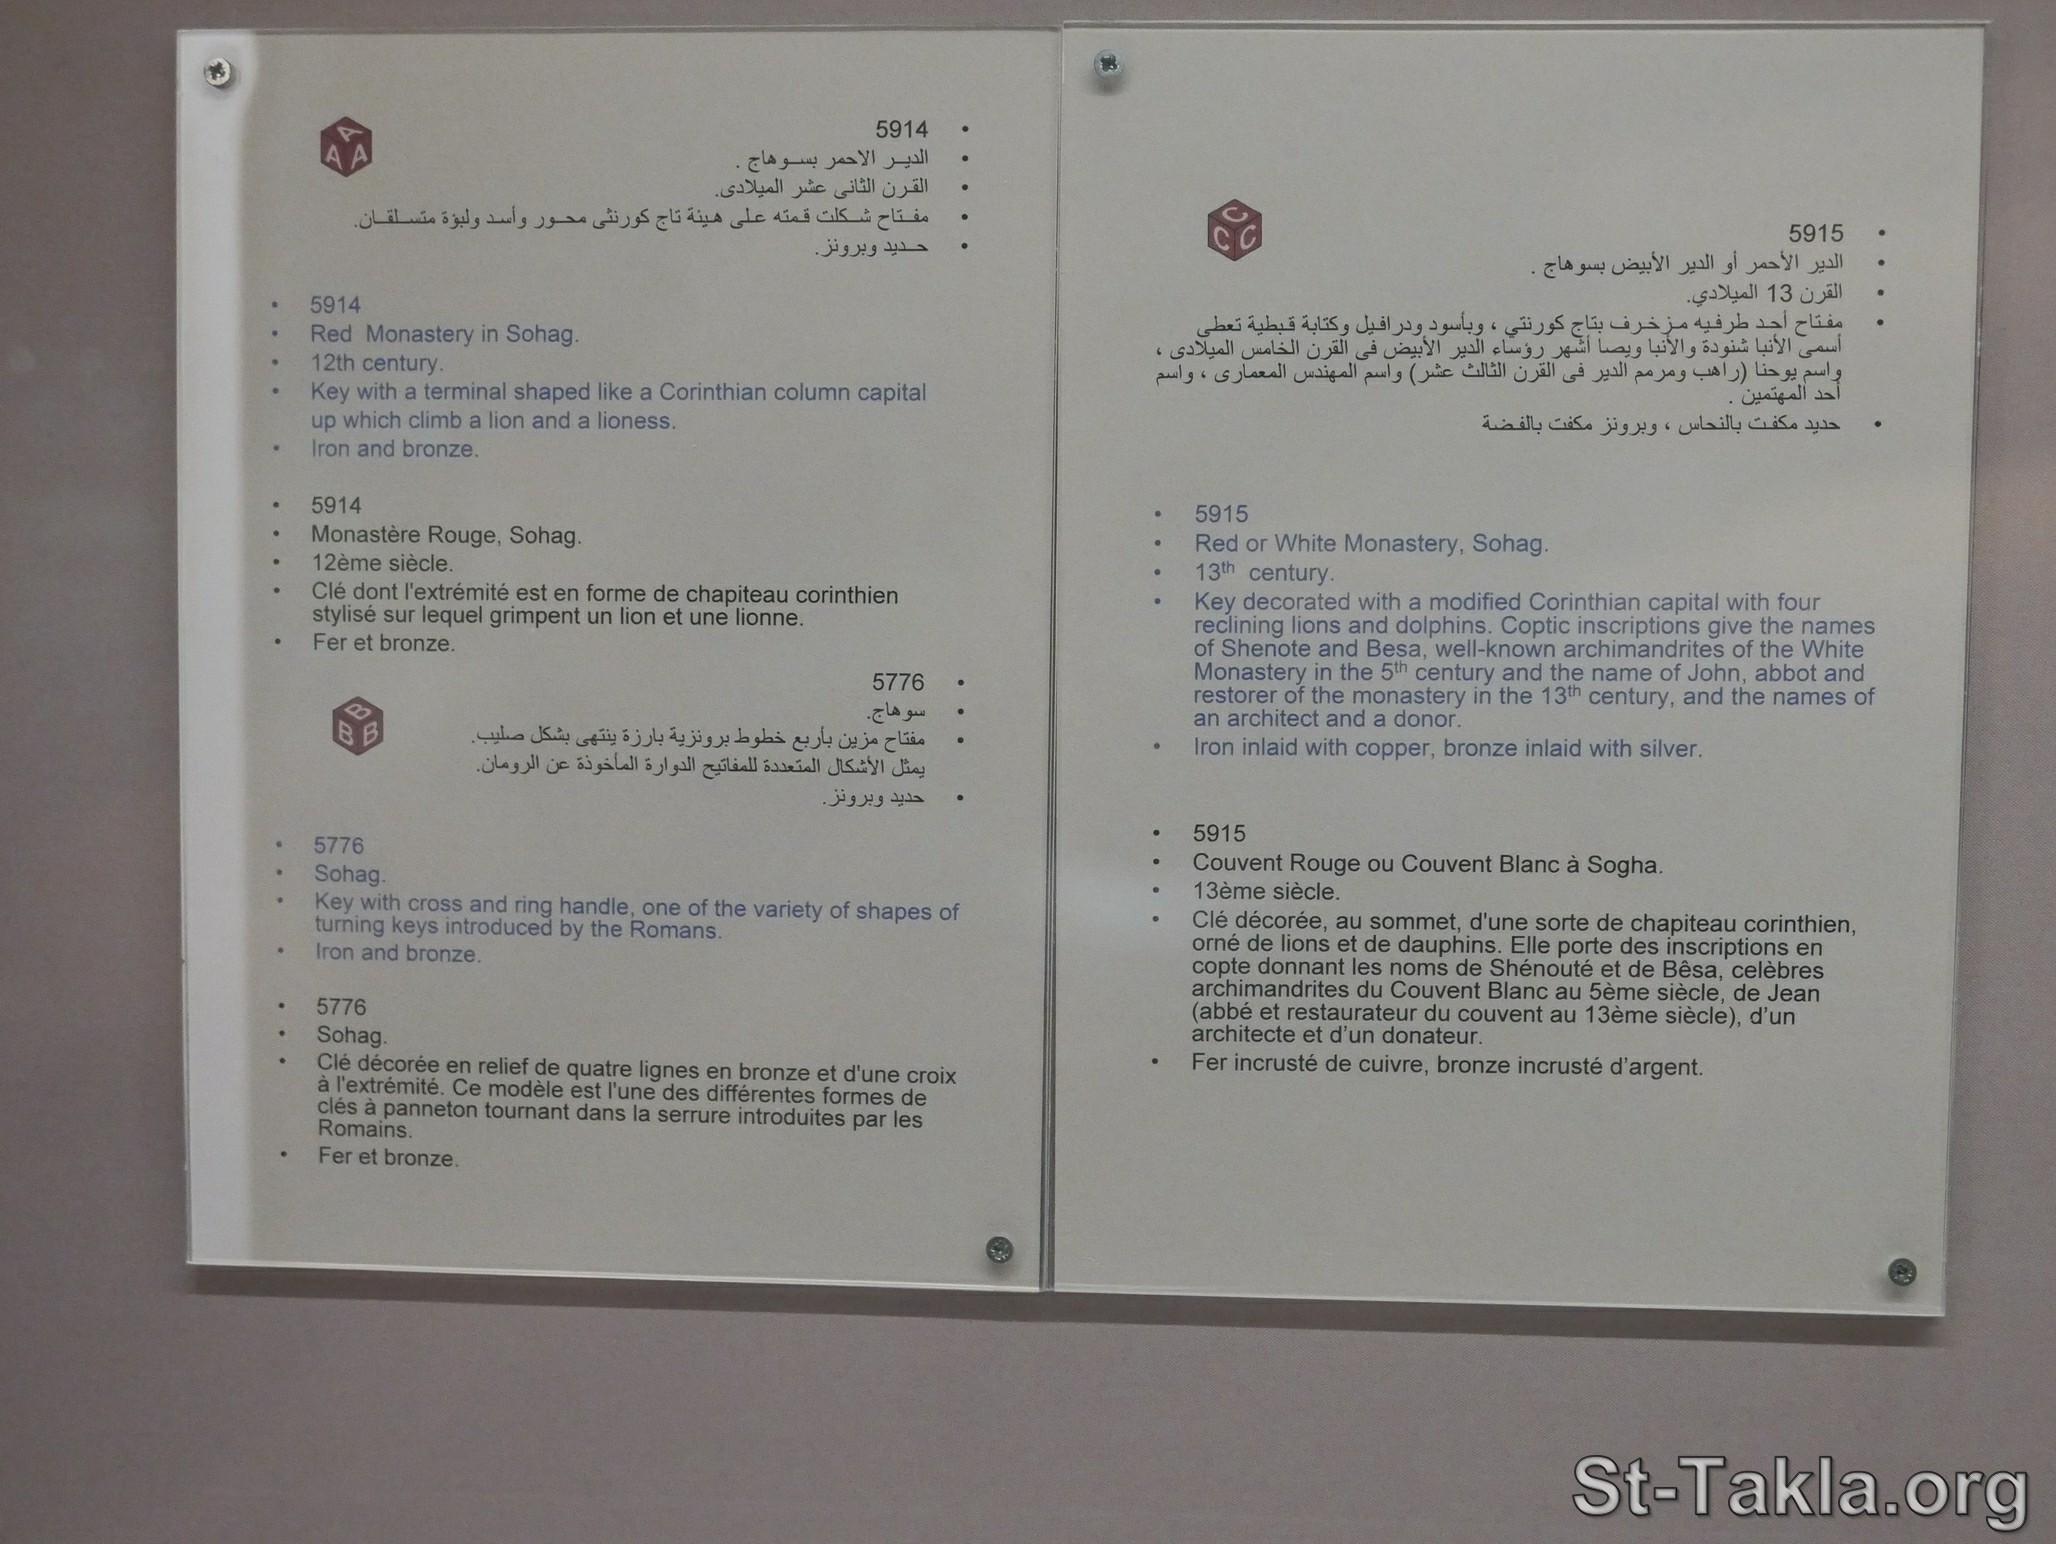 A
A A
• 5914
• الديـر الاحمر بسـوهاج .
• القرن الثانى عشر الميلادى.
• مفتاح شكلت قمته على هيئة تاج كورنثى محور وأسد ولبؤة متسلقان.
• حديد وبرونز.
• 5914
• Red Monastery in Sohag.
• 12th century.
• Key with a terminal shaped like a Corinthian column capital
up which climb a lion and a lioness.
• Iron and bronze.
• 5914
• Monastère Rouge, Sohag.
• 12ème siècle.
• Clé dont l'extrémité est en forme de chapiteau corinthien
stylisé sur lequel grimpent un lion et une lionne.
• Fer et bronze.
B
B B
• 5776
• سوهاج.
• مفتاح مزين بأربع خطوط برونزية بارزة ينتهى بشكل صليب.
يمثل الأشكال المتعددة للمفاتيح الدوارة المأخوذة عن الرومان.
• حديد وبرونز.
• 5776
• Sohag.
• Key with cross and ring handle, one of the variety of shapes of
turning keys introduced by the Romans.
• Iron and bronze.
• 5776
• Sohag.
• Clé décorée en relief de quatre lignes en bronze et d'une croix
à l'extrémité. Ce modèle est l'une des différentes formes de
clés à panneton tournant dans la serrure introduites par les
Romains.
• Fer et bronze.
C
C C
• 5915
• الدير الأحمر أو الدير الأبيض بسوهاج .
• القرن 13 الميلادي.
• مفتاح أحد طرفيه مزخرف بتاج كورنتي ، وبأسود ودرافيل وكتابة قبطية تعطى
أسمى الأنبا شنودة والأنبا ويصا أشهر رؤساء الدير الأبيض فى القرن الخامس الميلادى ،
واسم يوحنا (راهب ومرمم الدير فى القرن الثالث عشر) واسم المهندس المعمارى ، واسم
أحد المهتمين .
• حديد مكفت بالنحاس ، وبرونز مكفت بالفضة
• 5915
• Red or White Monastery, Sohag.
• 13th century.
• Key decorated with a modified Corinthian capital with four
reclining lions and dolphins. Coptic inscriptions give the names
of Shenote and Besa, well-known archimandrites of the White
Monastery in the 5th century and the name of John, abbot and
restorer of the monastery in the 13th century, and the names of
an architect and a donor.
• Iron inlaid with copper, bronze inlaid with silver.
• 5915
• Couvent Rouge ou Couvent Blanc à Sogha.
• 13ème siècle.
• Clé décorée, au sommet, d'une sorte de chapiteau corinthien,
orné de lions et de dauphins. Elle porte des inscriptions en
copte donnant les noms de Shénouté et de Bêsa, celèbres
archimandrites du Couvent Blanc au 5ème siècle, de Jean
(abbé et restaurateur du couvent au 13ème siècle), d’un
architecte et d’un donateur.
• Fer incrusté de cuivre, bronze incrusté d’argent.
St-Takla.org